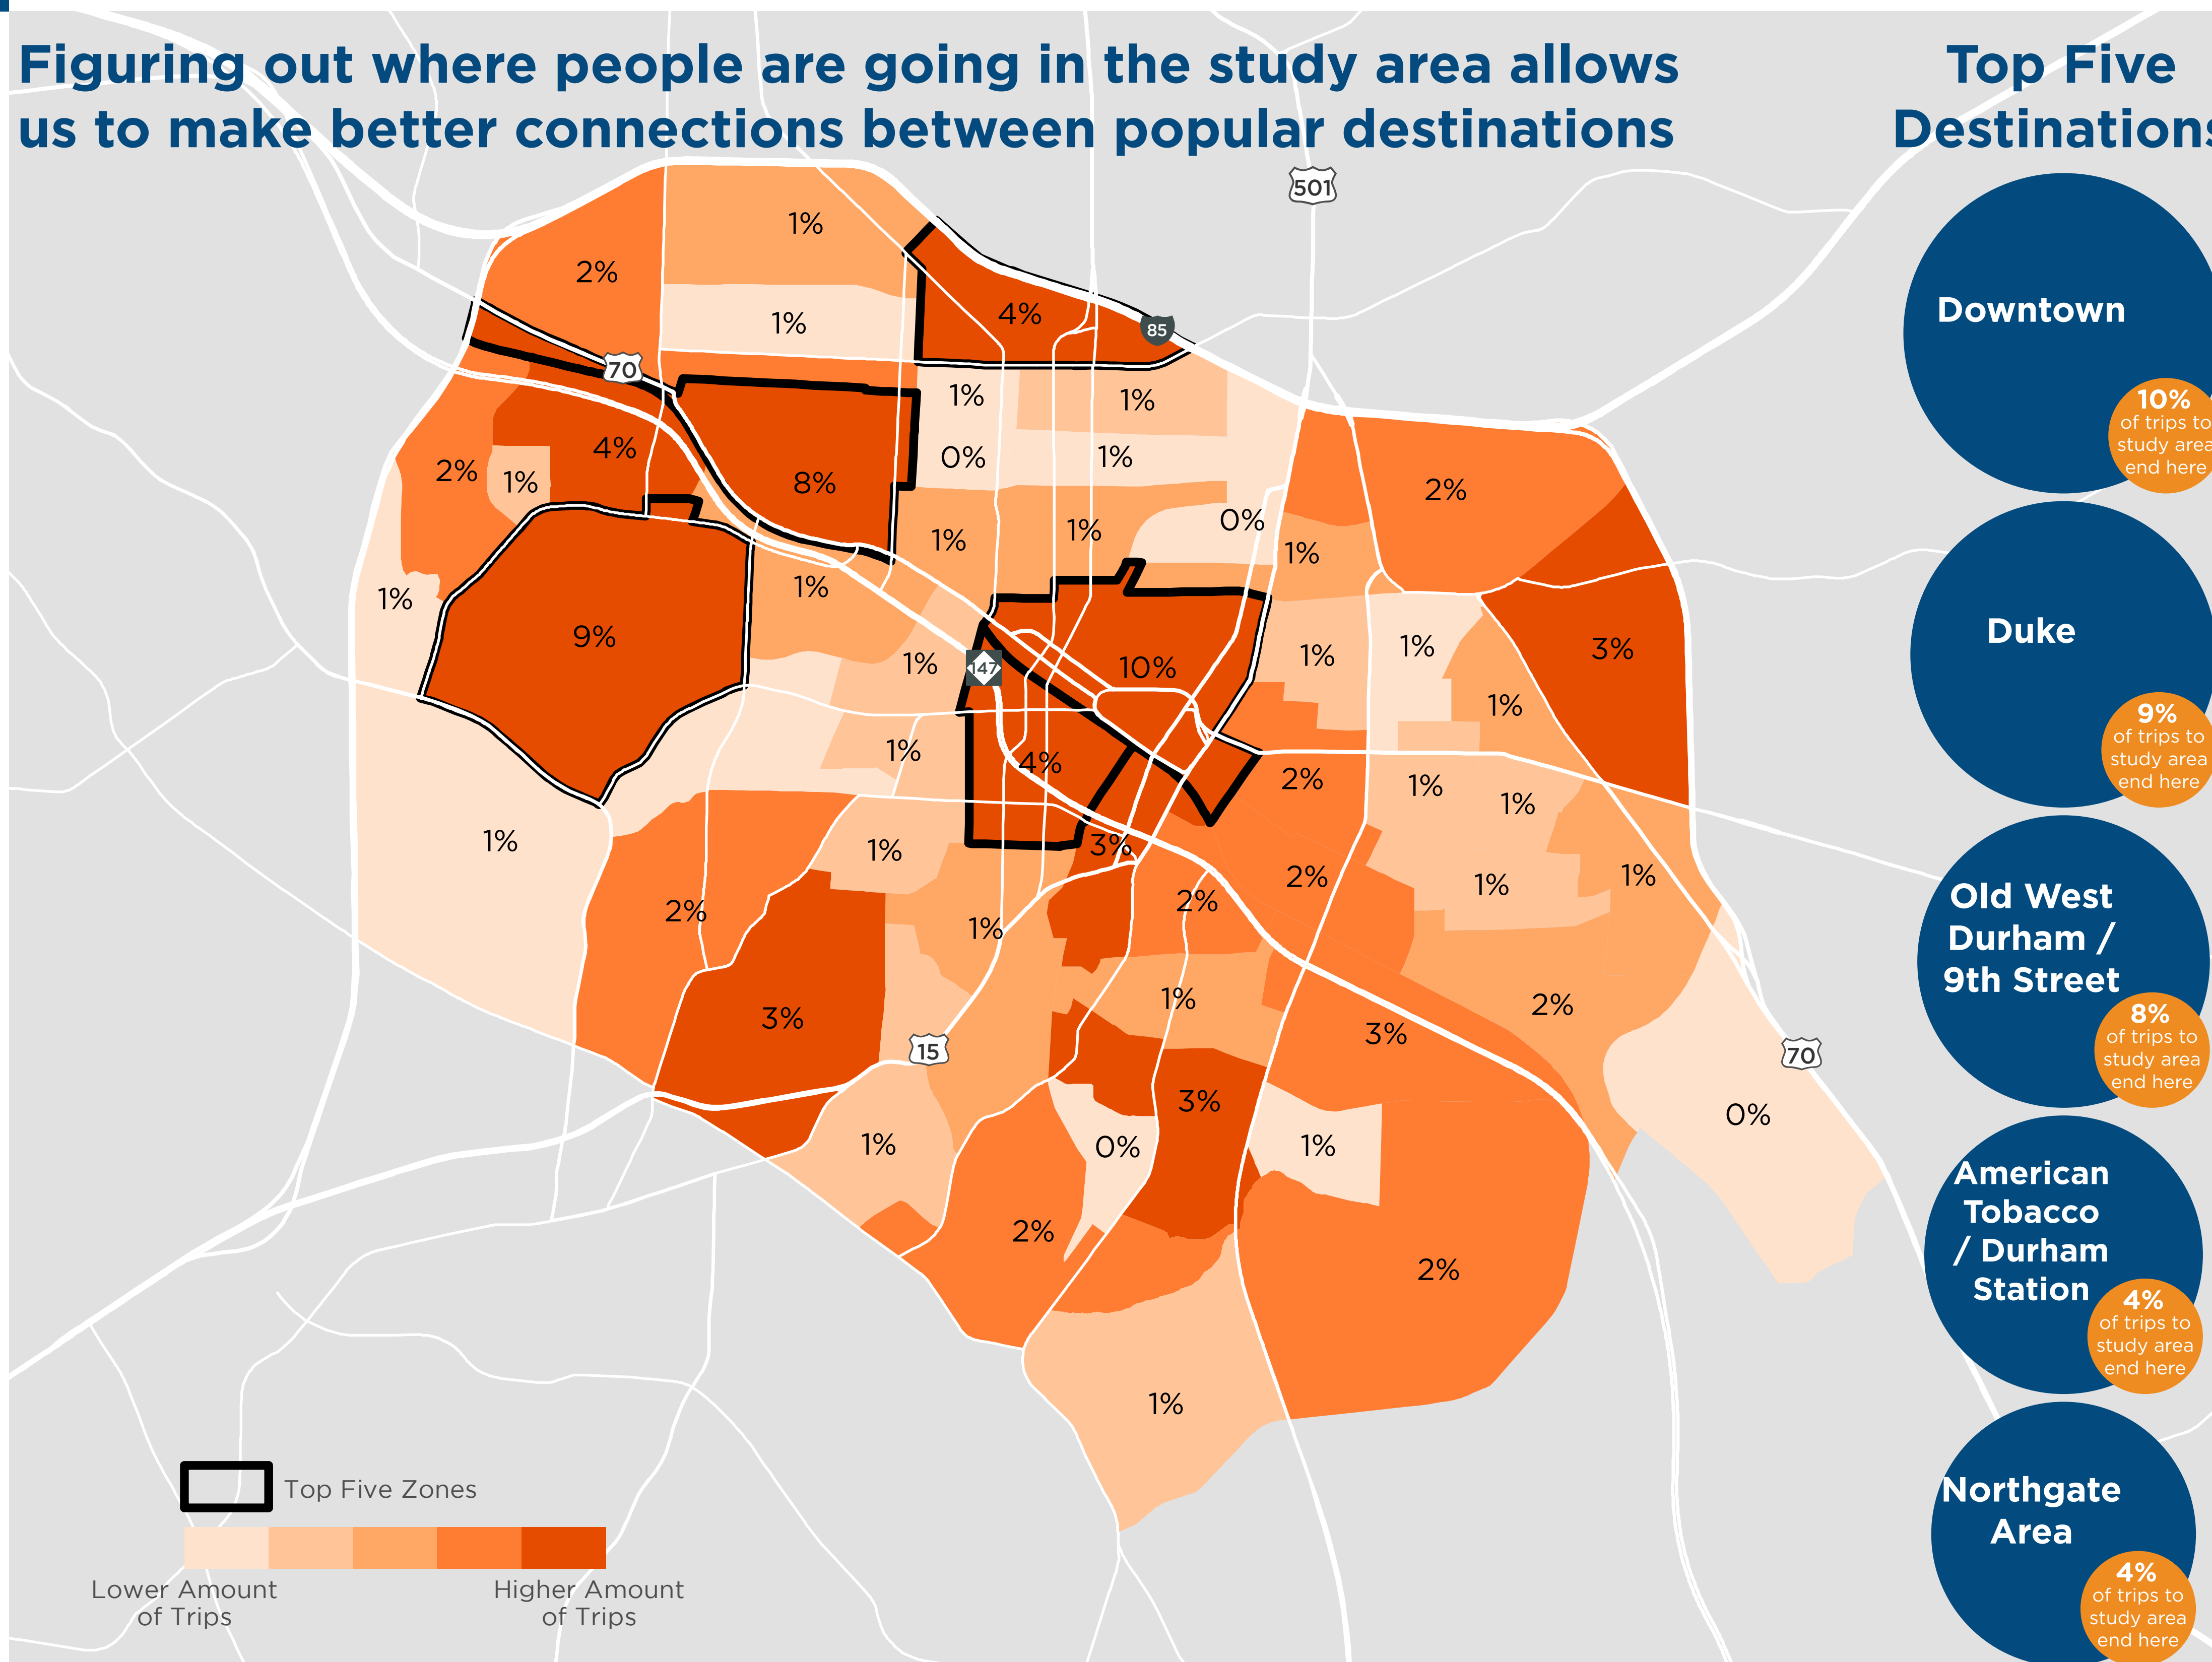 Figuring out where people are going in the study area allows
us to make better connections between popular destinations
Top Five
Destinations
501
1%
2%
4%
1%
85
70
1%
1%
4%
2%
1%
8%
0%
1%
2%
1%
1%
0%
1%
1%
1%
9%
1%
10%
1%
1%
3%
147
1%
1%
4%
2%
1%
1%
1%
1%
3%
2%
1%
1%
2%
2%
1%
3%
1%
3%
2%
15
70
3%
0%
1%
0%
1%
2%
2%
1%
Downtown
10%
of trips to
study area
end here
Duke
9%
of trips to
study area
end here
Old West
Durham /
9th Street
8%
of trips to
study area
end here
American
Tobacco
/ Durham
Station
4%
of trips to
study area
end here
Northgate
Area
4%
of trips to
study area
end here
Top Five Zones
Lower Amount
of Trips
Higher Amount
of Trips